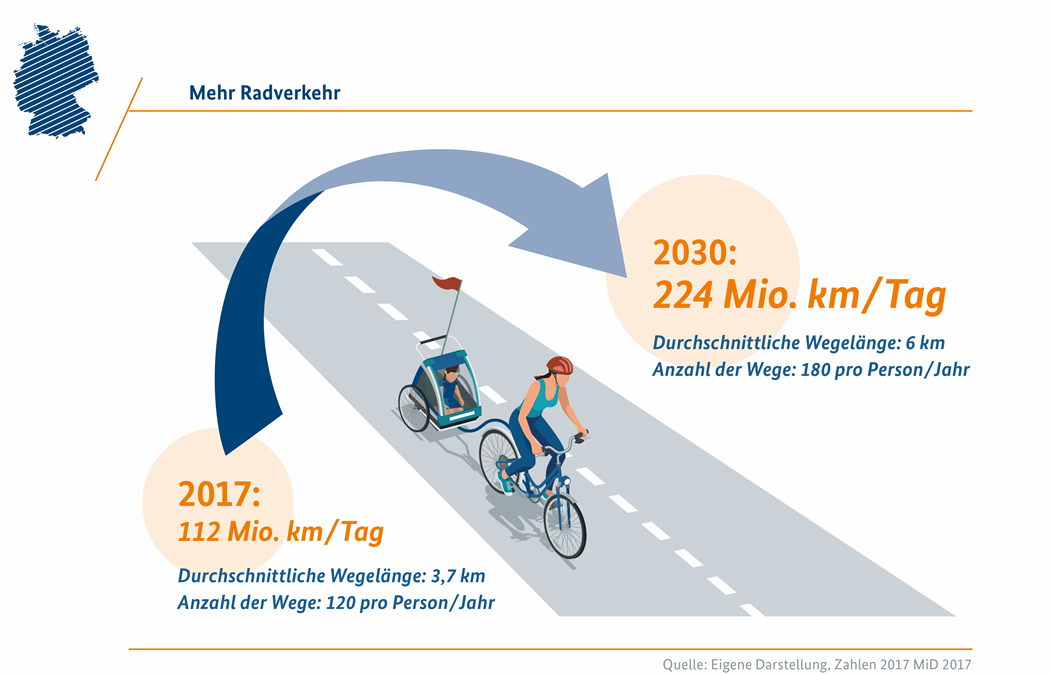 Mehr Radverkehr
2030:
224 Mio. km/Tag
Durchschnittliche Wegelänge: 6 km
Anzahl der Wege: 180 pro Person/Jahr
2017:
112 Mio. km/Tag
Durchschnittliche Wegelänge: 3,7 km
Anzahl der Wege: 120 pro Person/Jahr
Quelle: Eigene Darstellung, Zahlen 2017 MiD 2017